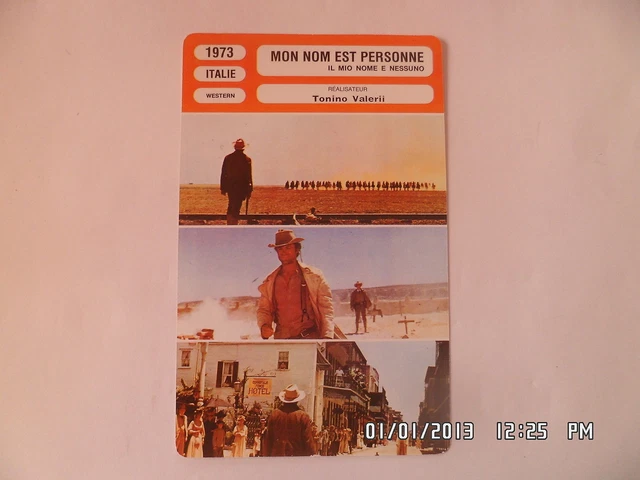 1973
MON NOM EST PERSONNE
IL MIO NOME E NESSUNO
ITALIE
WESTERN
RÉALISATEUR
Tonino Valerii
HOTEL
01/01/2013 12:25 PM